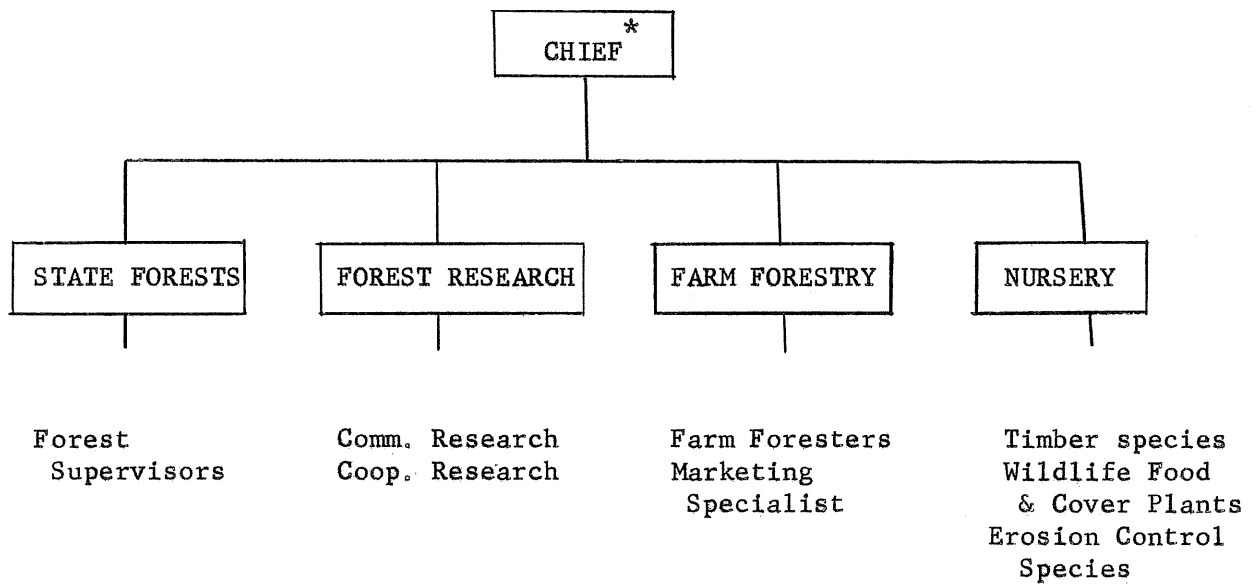 CHIEF*
STATE FORESTS
FOREST RESEARCH
FARM FORESTRY
NURSERY
Forest
Supervisors
Comm. Research
Coop. Research
Farm Foresters
Marketing
Specialist
Timber species
Wildlife Food
& Cover Plants
Erosion Control
Species